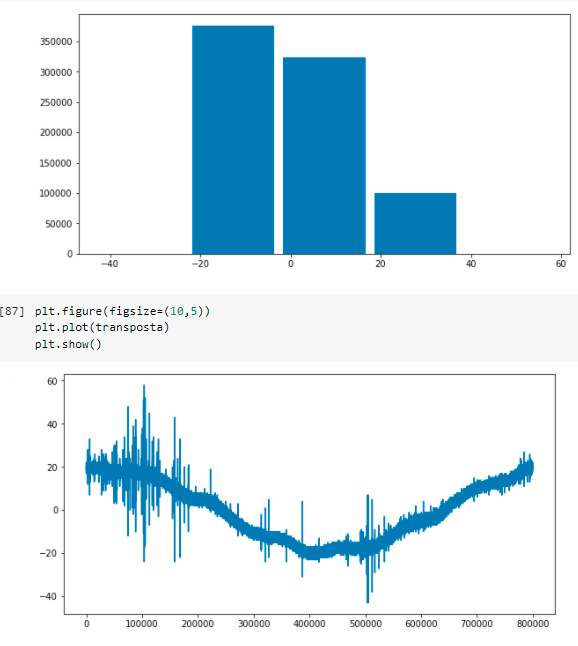 350000
300000
250000
200000
150000
100000
50000
0
−40 −20 0 20 40 60
[87] plt.figure(figsize=(10,5))
plt.plot(transposta)
plt.show()
60
40
20
0
−20
−40
0 100000 200000 300000 400000 500000 600000 700000 800000